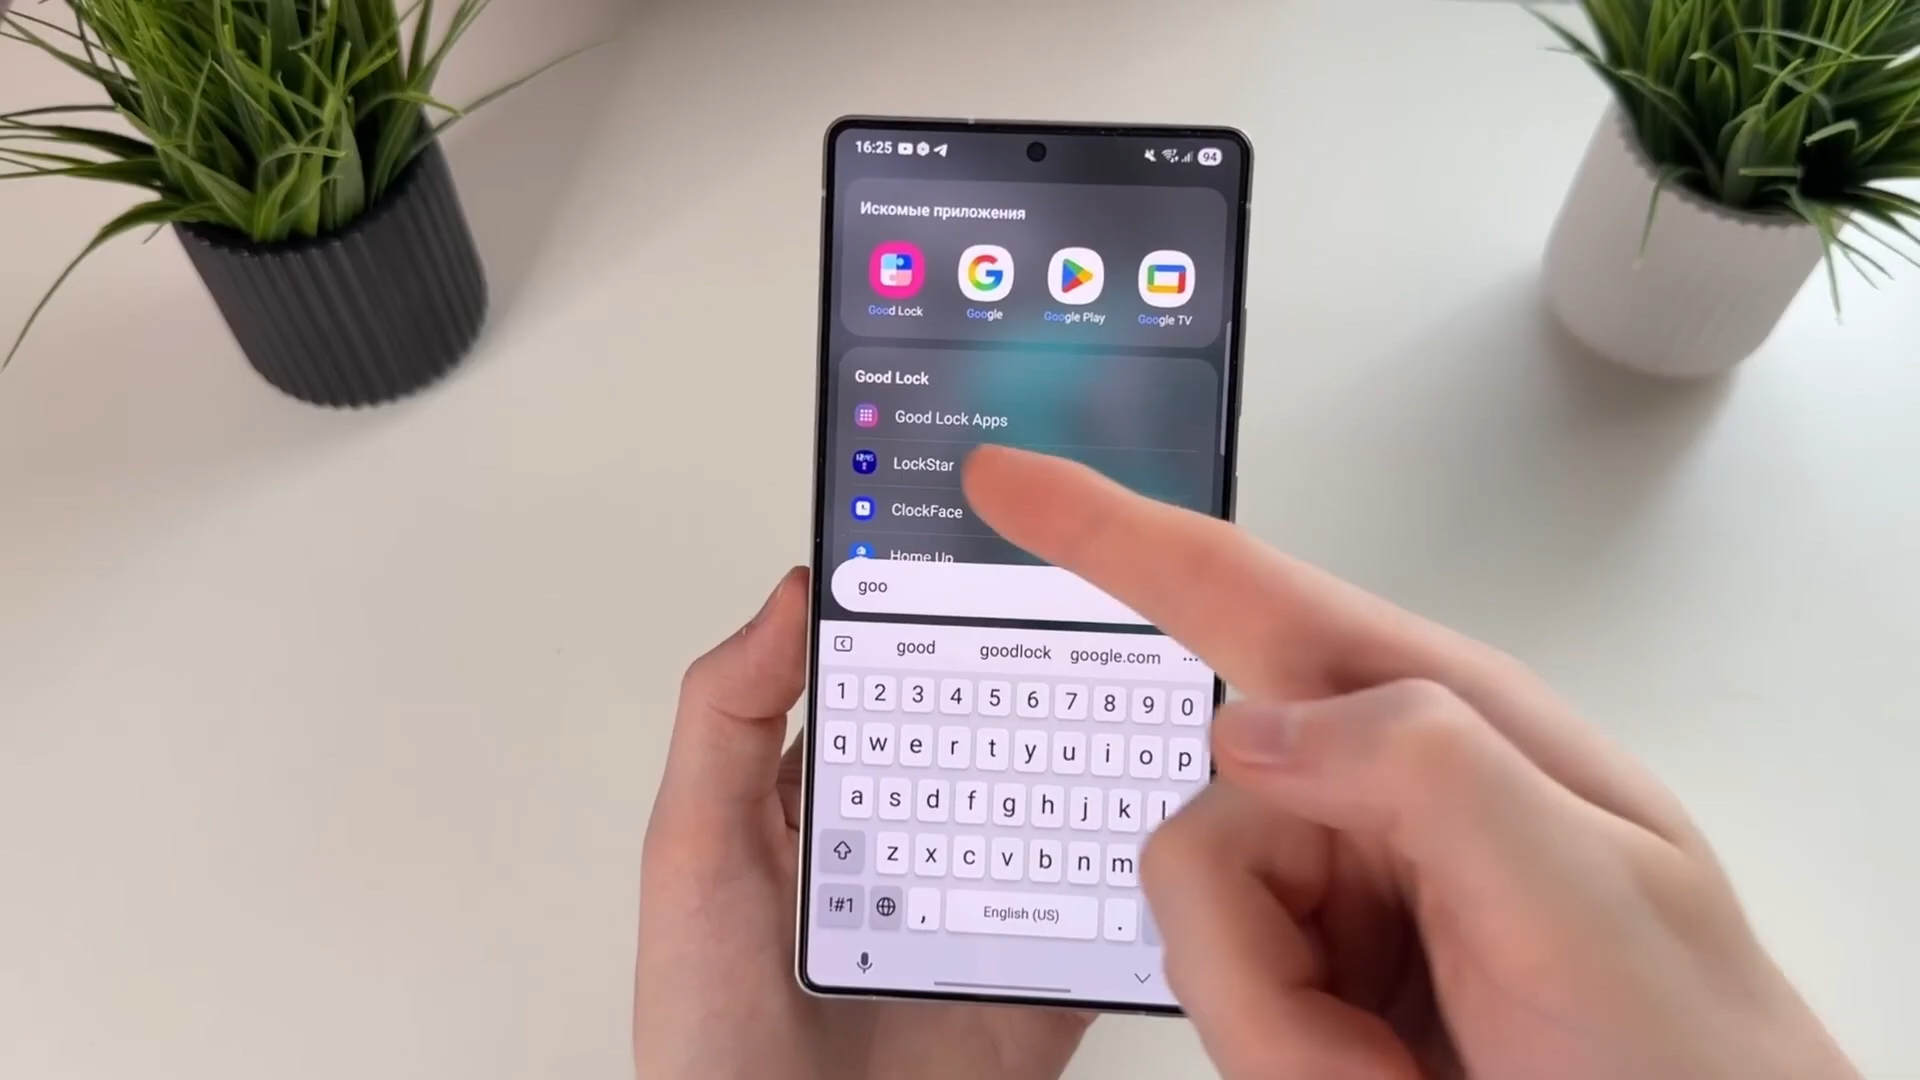 16:25
94
Искомые приложения
Good Lock
Google
Google Play
Google TV
Good Lock
Good Lock Apps
LockStar
ClockFace
Home Up
goo
good
goodlock
google.com
...
1 2 3 4 5 6 7 8 9 0
q w e r t y u i o p
a s d f g h j k l
z x c v b n m
!#1 , English (US) .